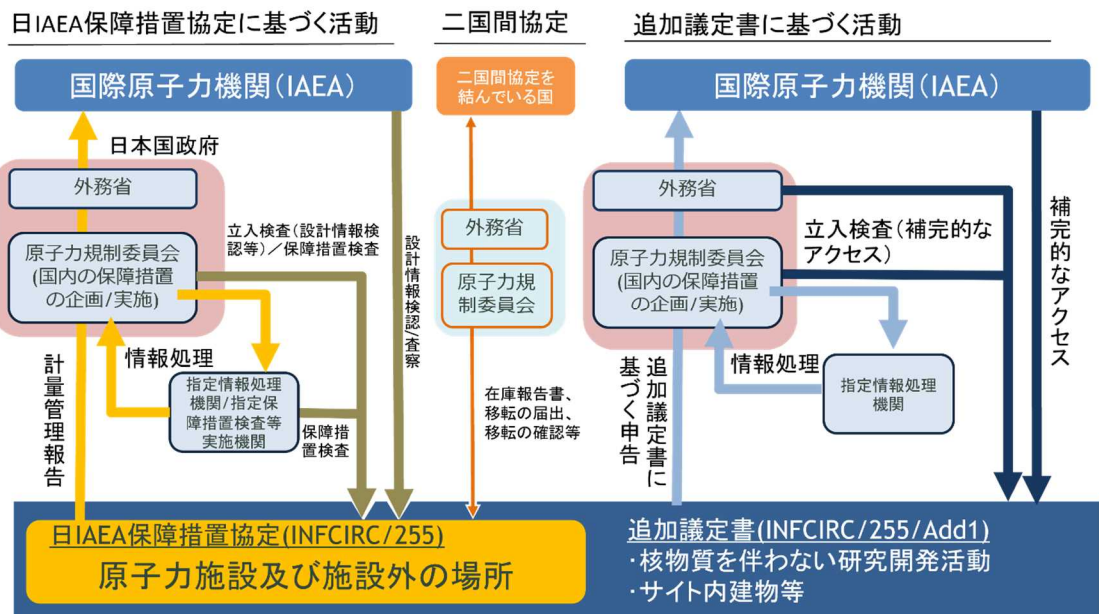 日IAEA保障措置協定に基づく活動
国際原子力機関(IAEA)
日本国政府
外務省
原子力規制委員会
(国内の保障措置
の企画/実施)
立入検査(設計情報検
認等)／保障措置検査
設計情報検認/査察
計量管理報告
情報処理
指定情報処理
機関/指定保
障措置検査等
実施機関
保障措
置検査
二国間協定
二国間協定を
結んでいる国
外務省
原子力規
制委員会
在庫報告書、
移転の届出、
移転の確認等
追加議定書に基づく活動
国際原子力機関(IAEA)
外務省
原子力規制委員会
(国内の保障措置
の企画/実施)
立入検査(補完的な
アクセス)
補完的なアクセス
追加議定書に
基づく申告
情報処理
指定情報処理
機関
日IAEA保障措置協定(INFCIRC/255)
原子力施設及び施設外の場所
追加議定書(INFCIRC/255/Add1)
・核物質を伴わない研究開発活動
・サイト内建物等